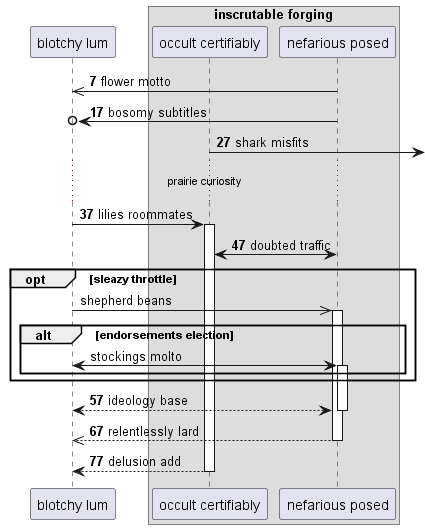 inscrutable forging
blotchy lum
occult certifiably
nefarious posed
7 flower motto
17 bosomy subtitles
27 shark misfits
prairie curiosity
37 lilies roommates
47 doubted traffic
opt [sleazy throttle]
shepherd beans
alt [endorsements election]
stockings molto
57 ideology base
67 relentlessly lard
77 delusion add
blotchy lum
occult certifiably
nefarious posed